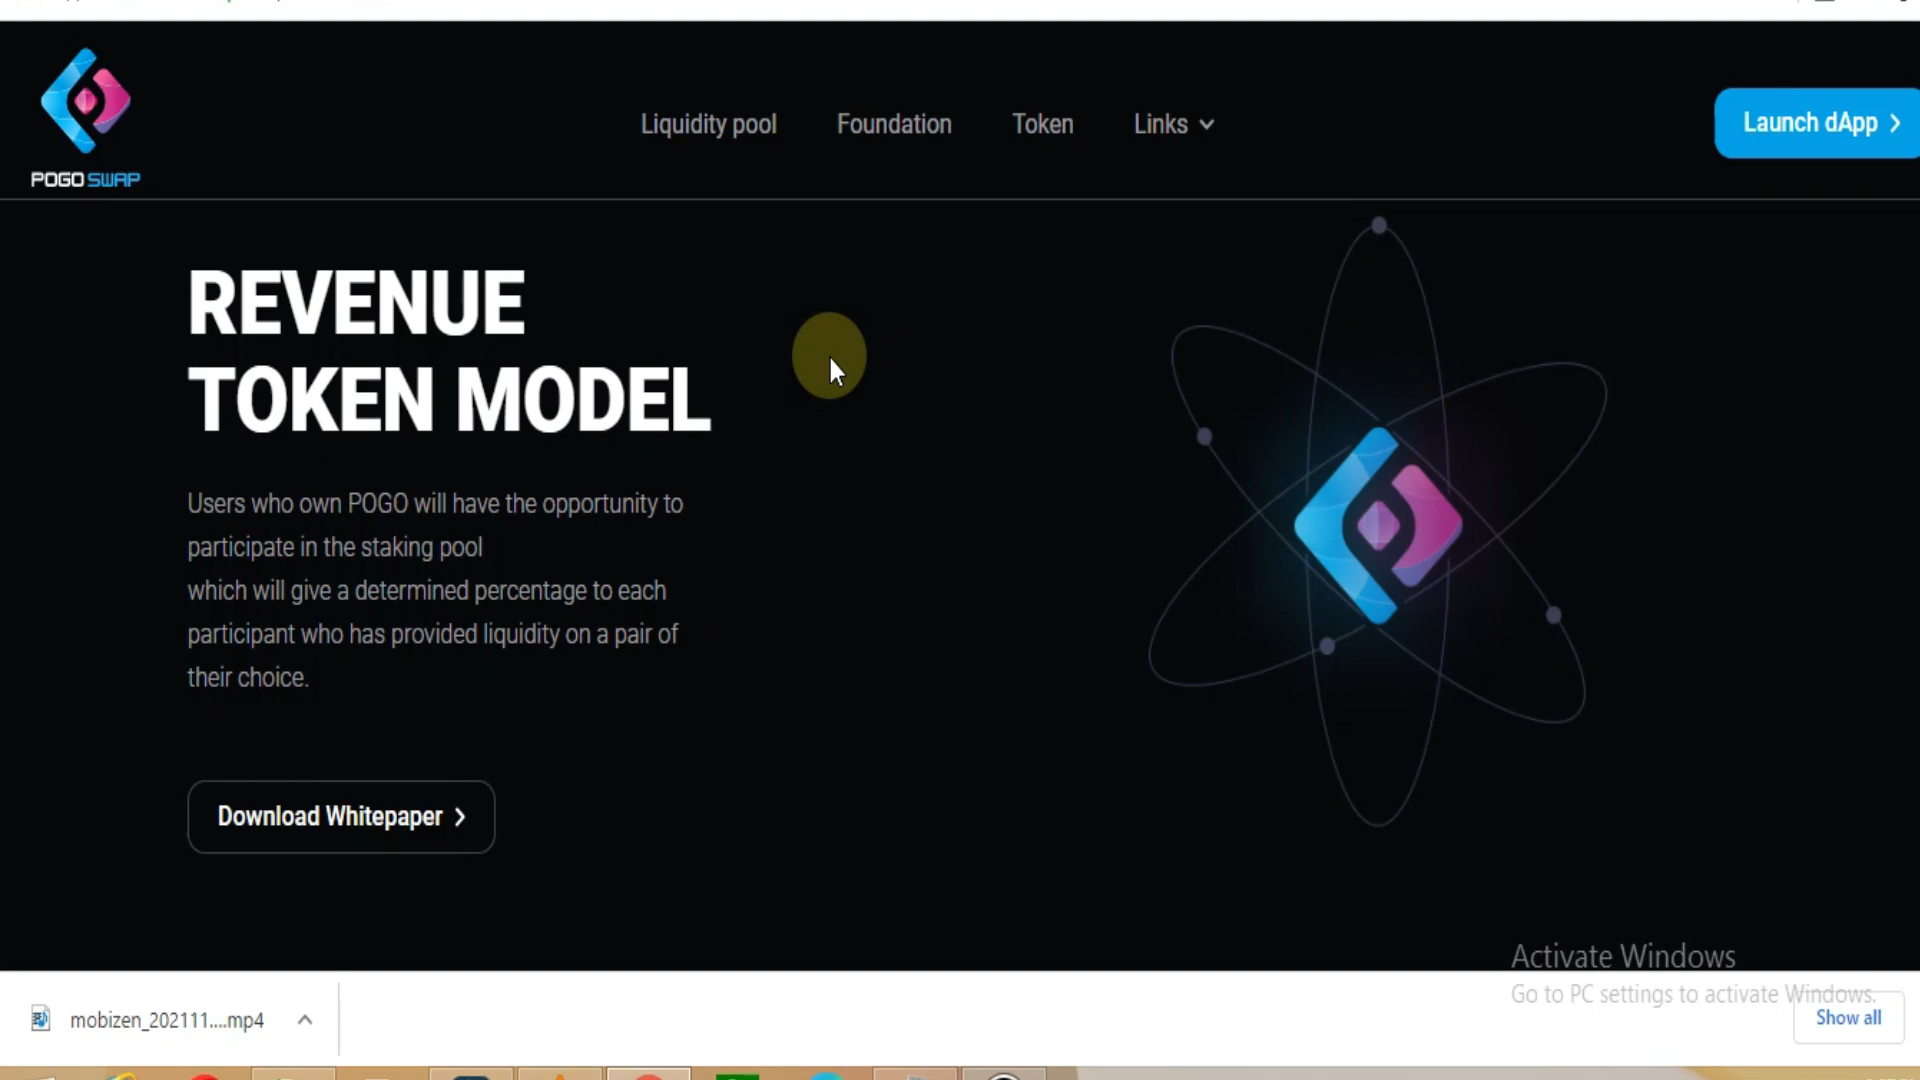 POGO SWAP
Liquidity pool
Foundation
Token
Links
Launch dApp
REVENUE
TOKEN MODEL
Users who own POGO will have the opportunity to
participate in the staking pool
which will give a determined percentage to each
participant who has provided liquidity on a pair of
their choice.
Download Whitepaper
Activate Windows
Go to PC settings to activate Windows.
mobizen_202111....mp4
Show all